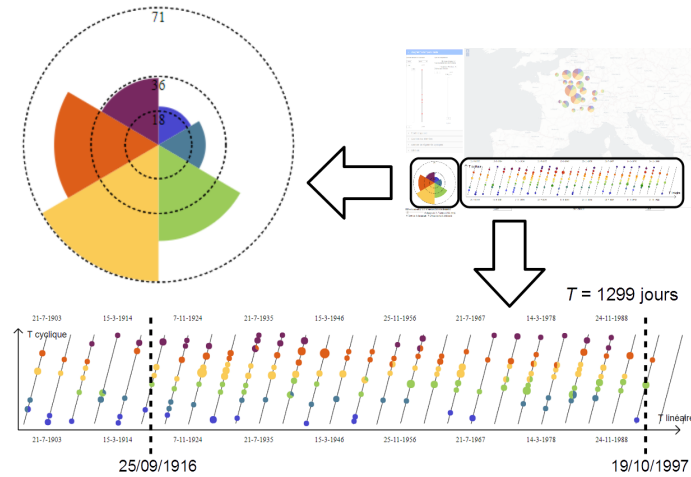 71
36
18
T = 1299 jours
21-7-1903 15-3-1914 7-11-1924 21-7-1935 15-3-1946 25-11-1956 21-7-1967 14-3-1978 24-11-1988
T cyclique
T linéaire
21-7-1903 15-3-1914 7-11-1924 21-7-1935 15-3-1946 25-11-1956 21-7-1967 14-3-1978 24-11-1988
25/09/1916 19/10/1997